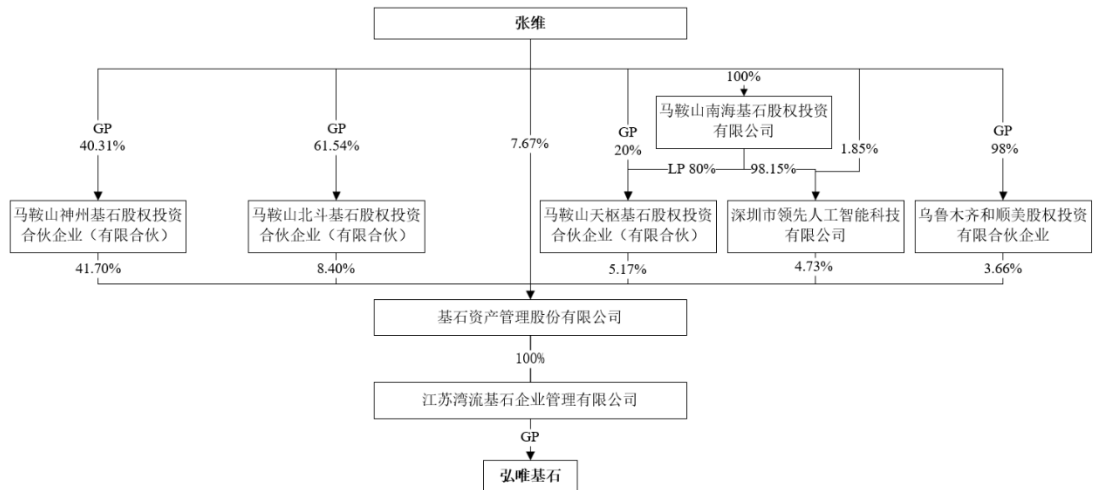 张维
100%
马鞍山南海基石股权投资
有限公司
GP
40.31%
GP
61.54%
7.67%
GP
20%
1.85%
GP
98%
LP 80%
98.15%
马鞍山神州基石股权投资
合伙企业（有限合伙）
马鞍山北斗基石股权投资
合伙企业（有限合伙）
马鞍山天枢基石股权投资
合伙企业（有限合伙）
深圳市领先人工智能科技
有限公司
乌鲁木齐和顺美股权投资
有限合伙企业
41.70%
8.40%
5.17%
4.73%
3.66%
基石资产管理股份有限公司
100%
江苏湾流基石企业管理有限公司
GP
弘唯基石